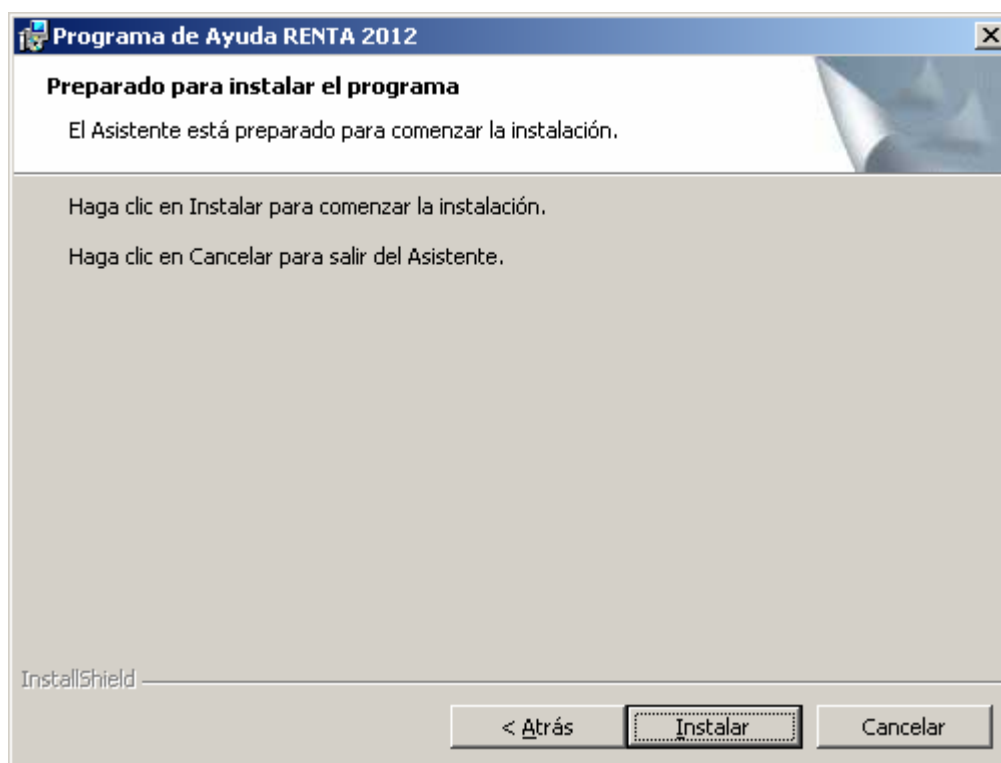 Programa de Ayuda RENTA 2012
Preparado para instalar el programa
El Asistente está preparado para comenzar la instalación.
Haga clic en Instalar para comenzar la instalación.
Haga clic en Cancelar para salir del Asistente.
InstallShield
< Atrás
Instalar
Cancelar